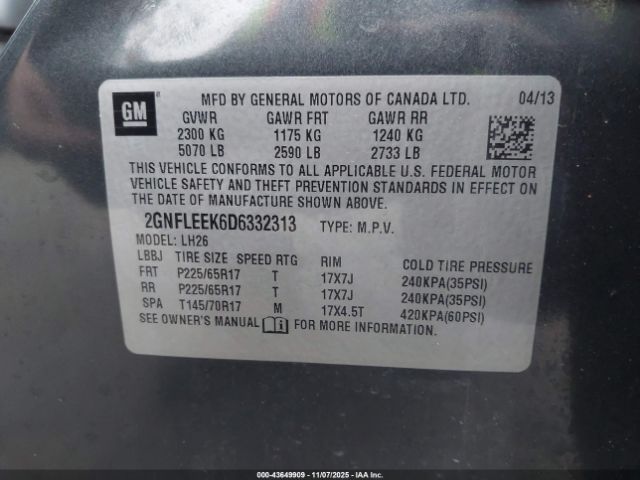 GM
MFD BY GENERAL MOTORS OF CANADA LTD. 04/13
GVWR GAWR FRT GAWR RR
2300 KG 1175 KG 1240 KG
5070 LB 2590 LB 2733 LB
THIS VEHICLE CONFORMS TO ALL APPLICABLE U.S. FEDERAL MOTOR
VEHICLE SAFETY AND THEFT PREVENTION STANDARDS IN EFFECT ON
THE DATE OF MANUFACTURE SHOWN ABOVE.
2GNFLEEK6D6332313 TYPE: M.P.V.
MODEL: LH26
LBBJ TIRE SIZE SPEED RTG RIM COLD TIRE PRESSURE
FRT P225/65R17 T 17X7J 240KPA(35PSI)
RR P225/65R17 T 17X7J 240KPA(35PSI)
SPA T145/70R17 M 17X4.5T 420KPA(60PSI)
SEE OWNER'S MANUAL FOR MORE INFORMATION.
000-43649909 - 11/07/2025 - IAAI.COM